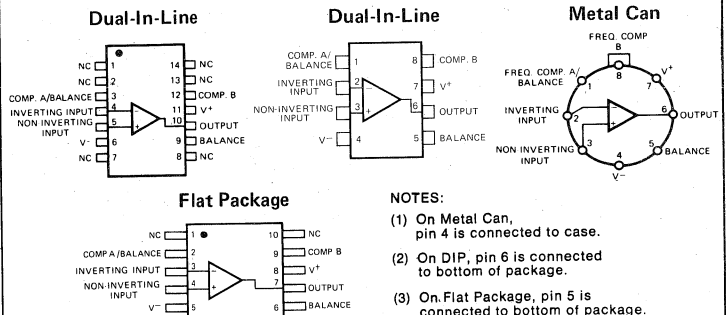 Dual-In-Line
NC 1
NC 2
COMP. A/BALANCE 3
INVERTING INPUT 4
NON INVERTING 5
INPUT
V- 6
NC 7
14 NC
13 NC
12 COMP. B
11 V+
10 OUTPUT
9 BALANCE
8 NC
- +
Dual-In-Line
COMP. A/
BALANCE 1
INVERTING 2
INPUT
NON-INVERTING 3
INPUT
V- 4
8 COMP. B
7 V+
6 OUTPUT
5 BALANCE
- +
Metal Can
FREQ. COMP
B
8
FREQ. COMP. A/
BALANCE 1
7 V+
INVERTING 2
INPUT
6 OUTPUT
NON INVERTING 3
INPUT
5 BALANCE
4
V-
- +
Flat Package
NC 1
COMP A/BALANCE 2
INVERTING INPUT 3
NON-INVERTING 4
INPUT
V- 5
10 NC
9 COMP B
8 V+
7 OUTPUT
6 BALANCE
- +
NOTES:
(1) On Metal Can,
pin 4 is connected to case.
(2) On DIP, pin 6 is connected
to bottom of package.
(3) On Flat Package, pin 5 is
connected to bottom of package.